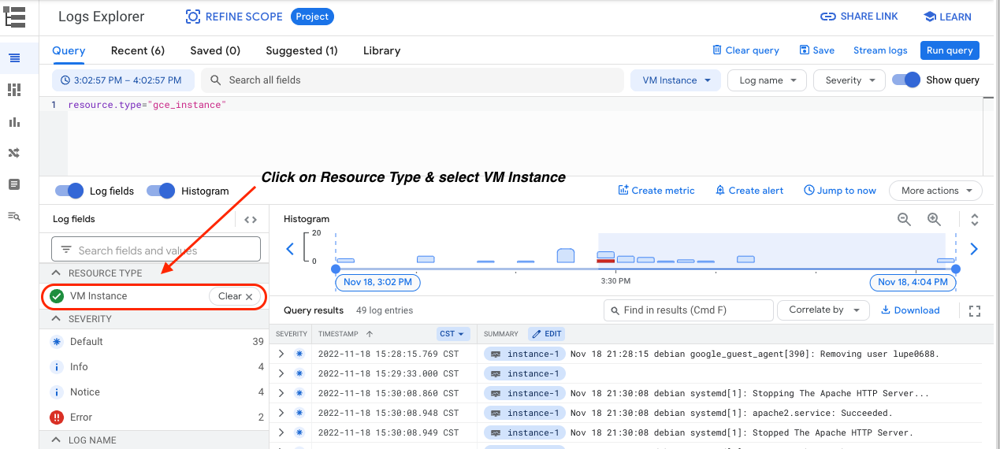 Logs Explorer REFINE SCOPE Project SHARE LINK LEARN
Query Recent (6) Saved (0) Suggested (1) Library Clear query Save Stream logs Run query
3:02:57 PM – 4:02:57 PM Search all fields VM Instance Log name Severity Show query
1 resource.type="gce_instance"
Click on Resource Type & select VM Instance
Log fields Histogram Create metric Create alert Jump to now More actions
Log fields
Search fields and values
RESOURCE TYPE
VM Instance Clear
SEVERITY
Default 39
Info 4
Notice 4
Error 2
LOG NAME
Histogram
20
0
3:30 PM
Nov 18, 3:02 PM Nov 18, 4:04 PM
Query results 49 log entries Find in results (Cmd F) Correlate by Download
SEVERITY TIMESTAMP CST SUMMARY EDIT
2022-11-18 15:28:15.769 CST instance-1 Nov 18 21:28:15 debian google_guest_agent[390]: Removing user lupe0688.
2022-11-18 15:29:33.000 CST instance-1
2022-11-18 15:30:08.860 CST instance-1 Nov 18 21:30:08 debian systemd[1]: Stopping The Apache HTTP Server...
2022-11-18 15:30:08.948 CST instance-1 Nov 18 21:30:08 debian systemd[1]: apache2.service: Succeeded.
2022-11-18 15:30:08.949 CST instance-1 Nov 18 21:30:08 debian systemd[1]: Stopped The Apache HTTP Server.